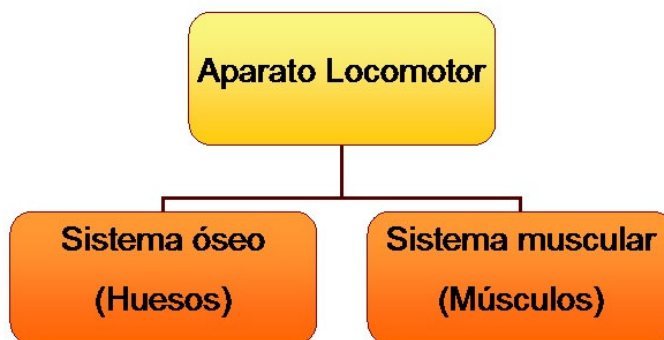 Aparato Locomotor
Sistema óseo
(Huesos)
Sistema muscular
(Músculos)